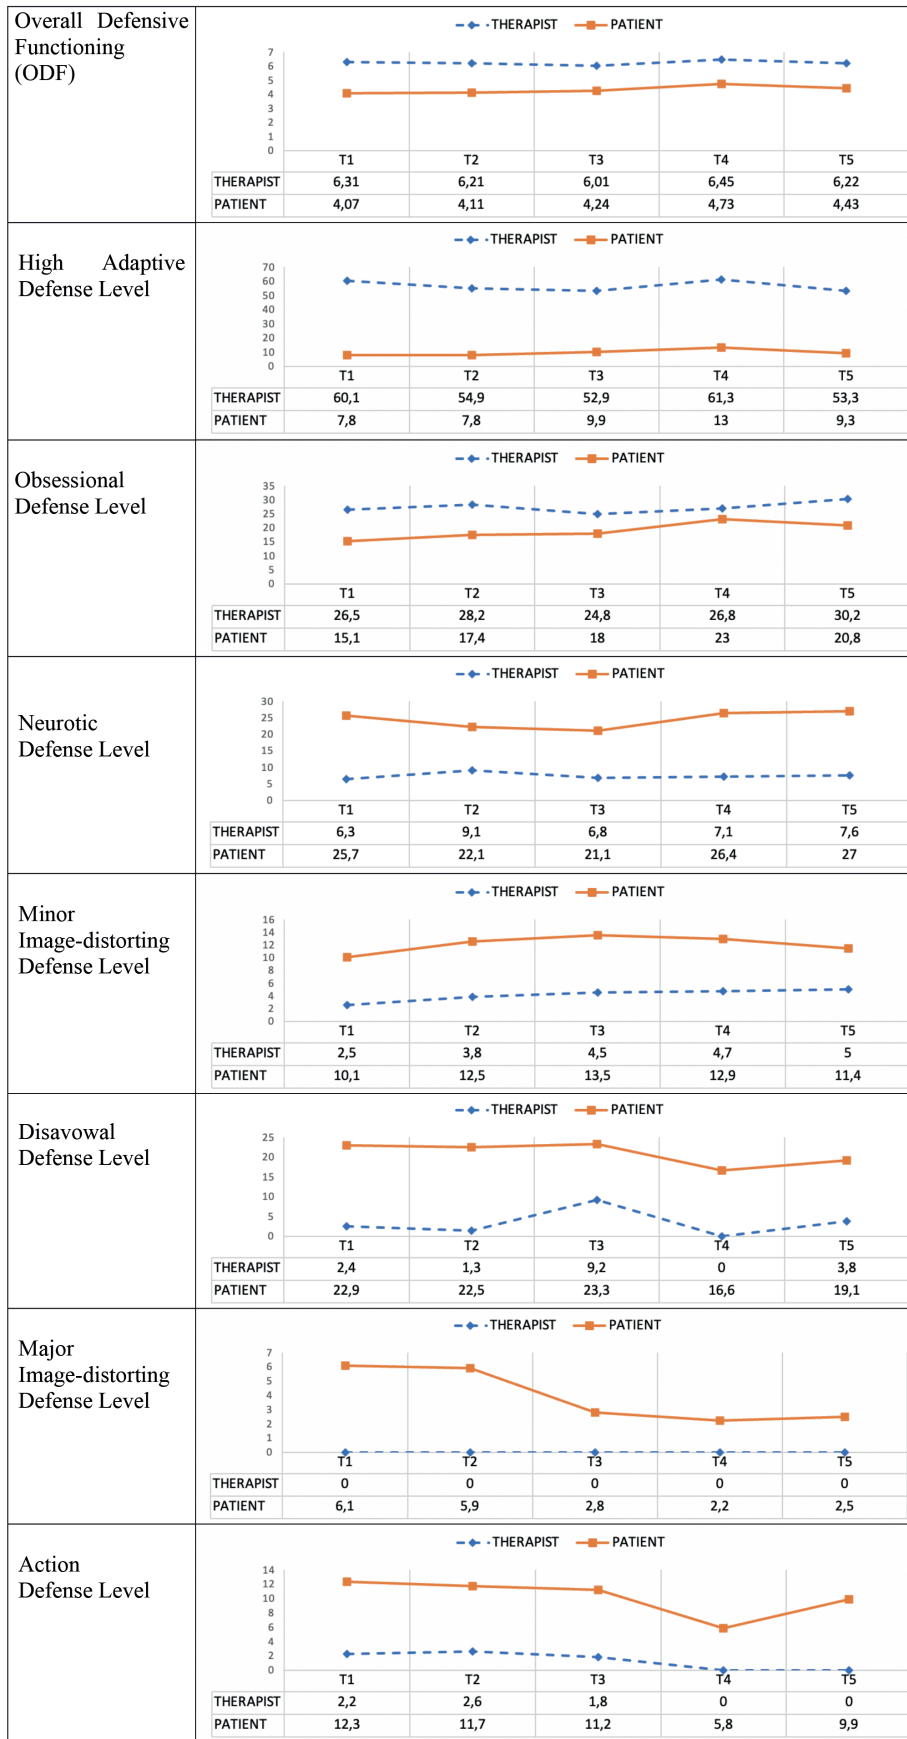 Overall Defensive
Functioning
(ODF)
THERAPIST PATIENT
7
6
5
4
3
2
1
0
T1 T2 T3 T4 T5
THERAPIST 6,31 6,21 6,01 6,45 6,22
PATIENT 4,07 4,11 4,24 4,73 4,43
High Adaptive
Defense Level
THERAPIST PATIENT
70
60
50
40
30
20
10
0
T1 T2 T3 T4 T5
THERAPIST 60,1 54,9 52,9 61,3 53,3
PATIENT 7,8 7,8 9,9 13 9,3
Obsessional
Defense Level
THERAPIST PATIENT
35
30
25
20
15
10
5
0
T1 T2 T3 T4 T5
THERAPIST 26,5 28,2 24,8 26,8 30,2
PATIENT 15,1 17,4 18 23 20,8
Neurotic
Defense Level
THERAPIST PATIENT
30
25
20
15
10
5
0
T1 T2 T3 T4 T5
THERAPIST 6,3 9,1 6,8 7,1 7,6
PATIENT 25,7 22,1 21,1 26,4 27
Minor
Image-distorting
Defense Level
THERAPIST PATIENT
16
14
12
10
8
6
4
2
0
T1 T2 T3 T4 T5
THERAPIST 2,5 3,8 4,5 4,7 5
PATIENT 10,1 12,5 13,5 12,9 11,4
Disavowal
Defense Level
THERAPIST PATIENT
25
20
15
10
5
0
T1 T2 T3 T4 T5
THERAPIST 2,4 1,3 9,2 0 3,8
PATIENT 22,9 22,5 23,3 16,6 19,1
Major
Image-distorting
Defense Level
THERAPIST PATIENT
7
6
5
4
3
2
1
0
T1 T2 T3 T4 T5
THERAPIST 0 0 0 0 0
PATIENT 6,1 5,9 2,8 2,2 2,5
Action
Defense Level
THERAPIST PATIENT
14
12
10
8
6
4
2
0
T1 T2 T3 T4 T5
THERAPIST 2,2 2,6 1,8 0 0
PATIENT 12,3 11,7 11,2 5,8 9,9